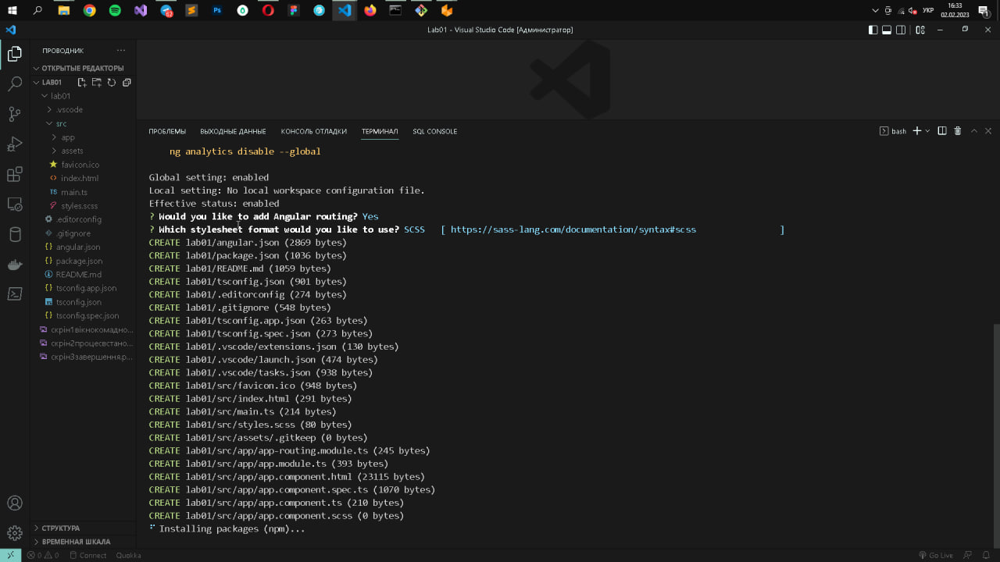 16:33
УКР
02.02.2023
62
1
Lab01 - Visual Studio Code [Администратор]
ПРОВОДНИК
ОТКРЫТЫЕ РЕДАКТОРЫ
LAB01
lab01
.vscode
src
app
assets
favicon.ico
index.html
TS main.ts
styles.scss
.editorconfig
.gitignore
{} angular.json
{} package.json
README.md
{} tsconfig.app.json
tsconfig.json
{} tsconfig.spec.json
скрін1вікнокомадно...
скрін2процесвстано...
скрін3завершення.p...
СТРУКТУРА
ВРЕМЕННАЯ ШКАЛА
ПРОБЛЕМЫ ВЫХОДНЫЕ ДАННЫЕ КОНСОЛЬ ОТЛАДКИ ТЕРМИНАЛ SQL CONSOLE
bash
ng analytics disable --global
Global setting: enabled
Local setting: No local workspace configuration file.
Effective status: enabled
? Would you like to add Angular routing? Yes
? Which stylesheet format would you like to use? SCSS [ https://sass-lang.com/documentation/syntax#scss ]
CREATE lab01/angular.json (2869 bytes)
CREATE lab01/package.json (1036 bytes)
CREATE lab01/README.md (1059 bytes)
CREATE lab01/tsconfig.json (901 bytes)
CREATE lab01/.editorconfig (274 bytes)
CREATE lab01/.gitignore (548 bytes)
CREATE lab01/tsconfig.app.json (263 bytes)
CREATE lab01/tsconfig.spec.json (273 bytes)
CREATE lab01/.vscode/extensions.json (130 bytes)
CREATE lab01/.vscode/launch.json (474 bytes)
CREATE lab01/.vscode/tasks.json (938 bytes)
CREATE lab01/src/favicon.ico (948 bytes)
CREATE lab01/src/index.html (291 bytes)
CREATE lab01/src/main.ts (214 bytes)
CREATE lab01/src/styles.scss (80 bytes)
CREATE lab01/src/assets/.gitkeep (0 bytes)
CREATE lab01/src/app/app-routing.module.ts (245 bytes)
CREATE lab01/src/app/app.module.ts (393 bytes)
CREATE lab01/src/app/app.component.html (23115 bytes)
CREATE lab01/src/app/app.component.spec.ts (1070 bytes)
CREATE lab01/src/app/app.component.ts (210 bytes)
CREATE lab01/src/app/app.component.scss (0 bytes)
Installing packages (npm)...
0 0 Connect Quokka Go Live